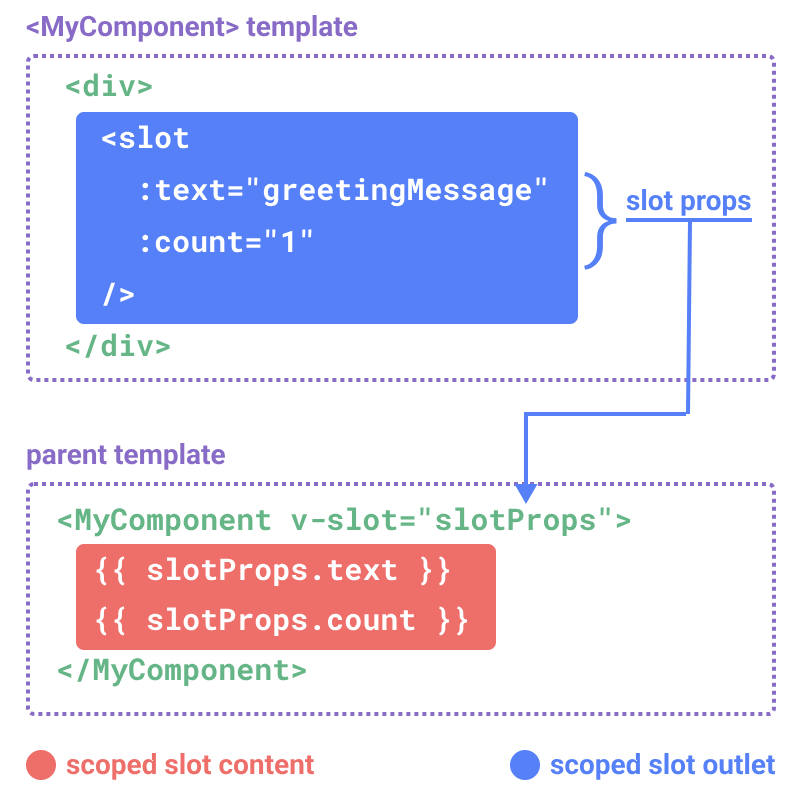 <MyComponent> template
<div>
<slot
:text="greetingMessage"
:count="1"
/>
slot props
</div>
parent template
<MyComponent v-slot="slotProps">
{{ slotProps.text }}
{{ slotProps.count }}
</MyComponent>
scoped slot content
scoped slot outlet